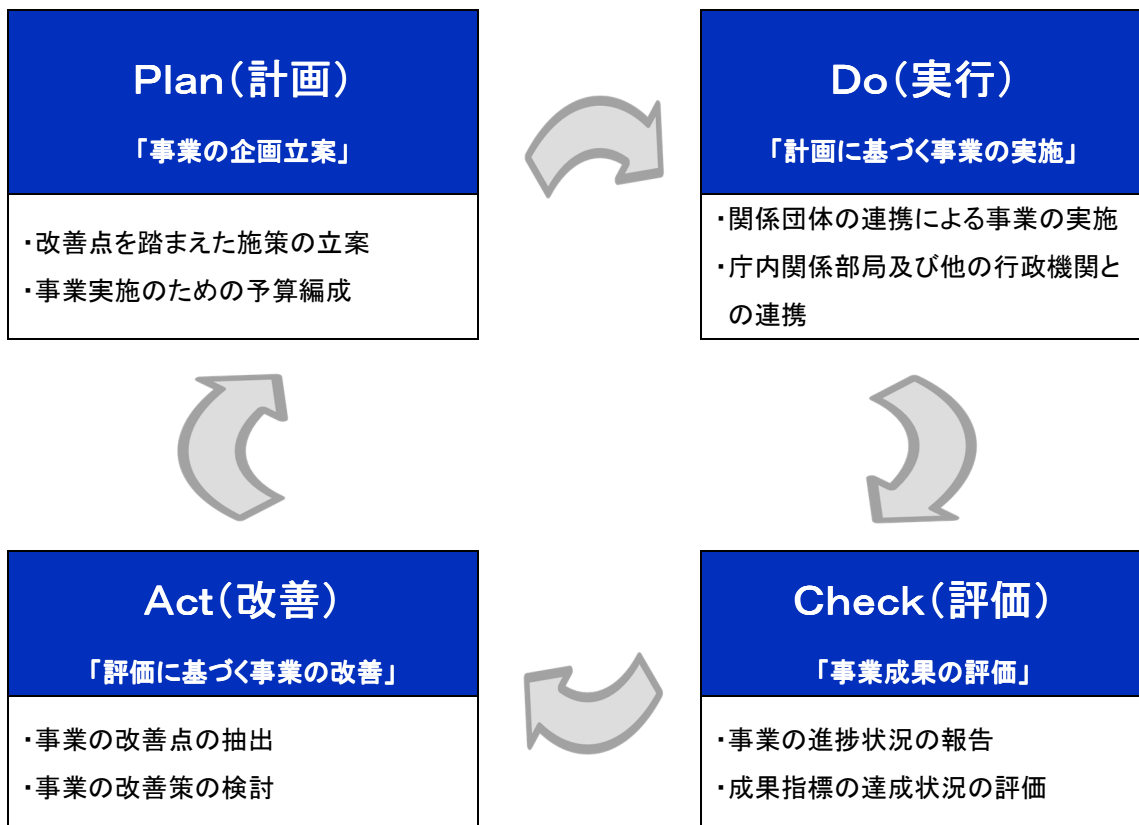 Plan(計画)
「事業の企画立案」
・改善点を踏まえた施策の立案
・事業実施のための予算編成
Do(実行)
「計画に基づく事業の実施」
・関係団体の連携による事業の実施
・庁内関係部局及び他の行政機関と
の連携
Act(改善)
「評価に基づく事業の改善」
・事業の改善点の抽出
・事業の改善策の検討
Check(評価)
「事業成果の評価」
・事業の進捗状況の報告
・成果指標の達成状況の評価